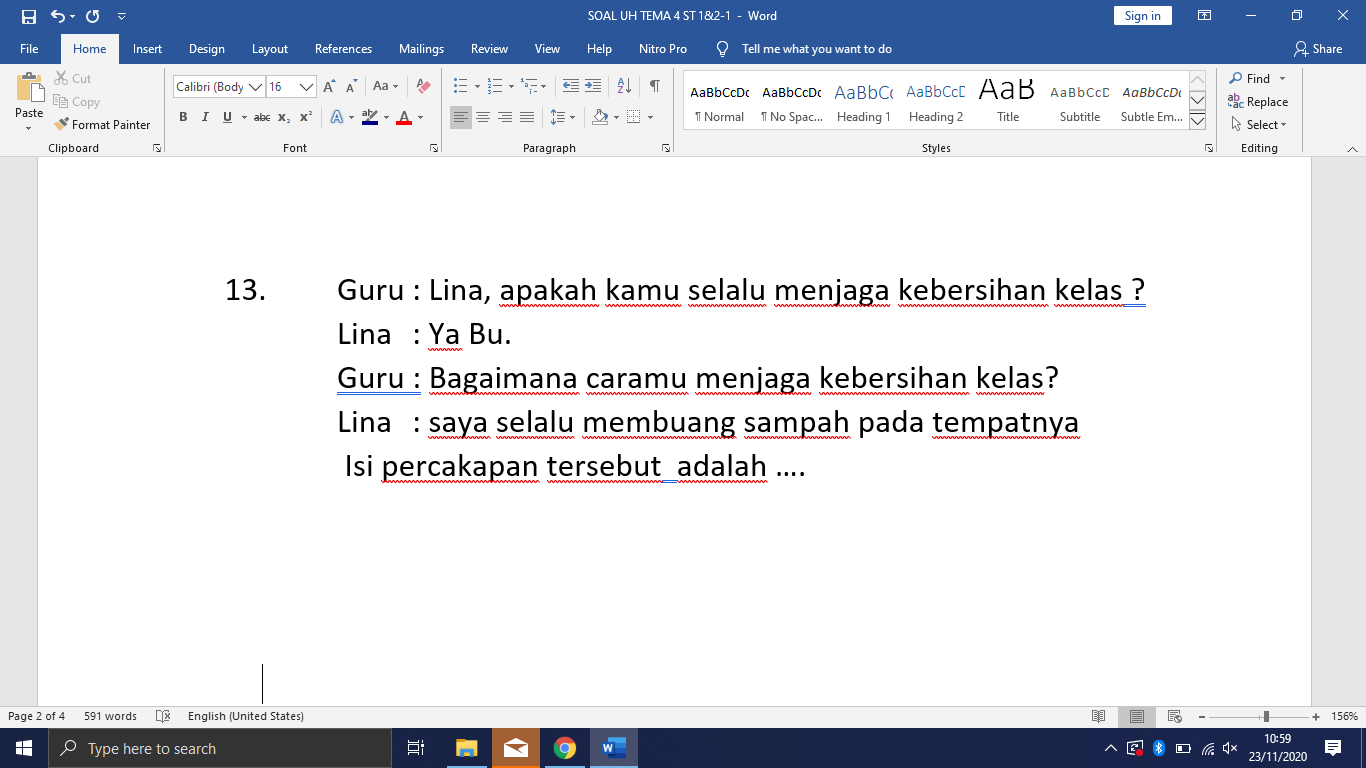 SOAL UH TEMA 4 ST 1&2-1 - Word
Sign in
File Home Insert Design Layout References Mailings Review View Help Nitro Pro Tell me what you want to do Share
Paste
Cut
Copy
Format Painter
Clipboard
Calibri (Body 16
Font
Paragraph
AaBbCcDc AaBbCcDc AaBbCc AaBbCcC AaB AaBbCcD AaBbCcDc
¶ Normal ¶ No Spac... Heading 1 Heading 2 Title Subtitle Subtle Em...
Styles
Find
Replace
Select
Editing
13. Guru : Lina, apakah kamu selalu menjaga kebersihan kelas ?
Lina : Ya Bu.
Guru : Bagaimana caramu menjaga kebersihan kelas?
Lina : saya selalu membuang sampah pada tempatnya
Isi percakapan tersebut adalah ....
Page 2 of 4 591 words English (United States) 156%
Type here to search
10:59
23/11/2020